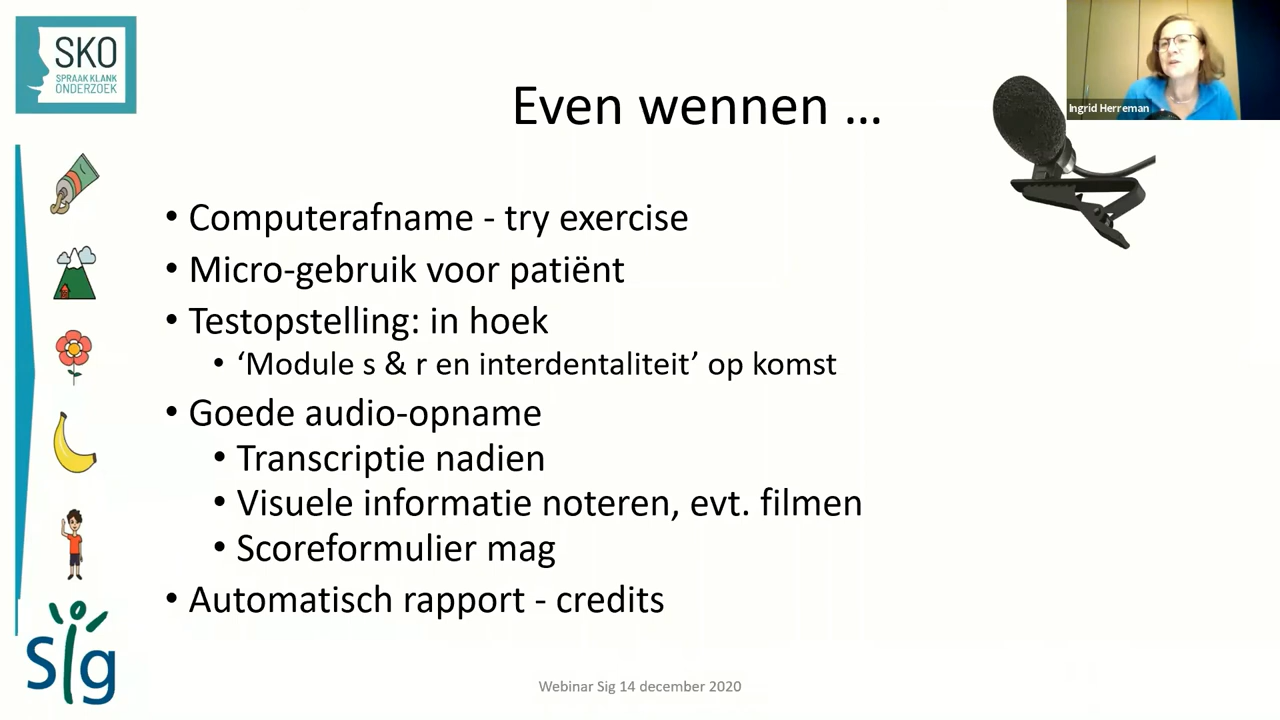 SKO
SPRAAK KLANK
ONDERZOEK
Ingrid Herreman
Even wennen ...
• Computerafname - try exercise
• Micro-gebruik voor patiënt
• Testopstelling: in hoek
• ‘Module s & r en interdentaliteit’ op komst
• Goede audio-opname
• Transcriptie nadien
• Visuele informatie noteren, evt. filmen
• Scoreformulier mag
• Automatisch rapport - credits
sig
Webinar Sig 14 december 2020